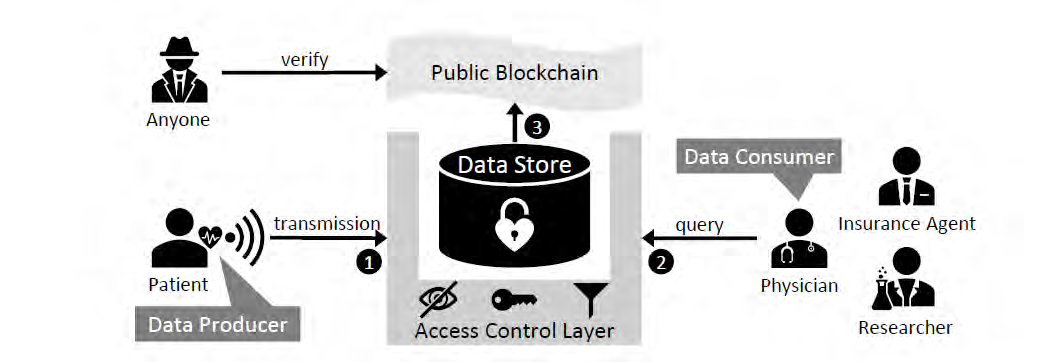 verify
Public Blockchain
Anyone
3
Data Store
Data Consumer
transmission
query
Insurance Agent
1
2
Patient
Physician
Data Producer
Access Control Layer
Researcher